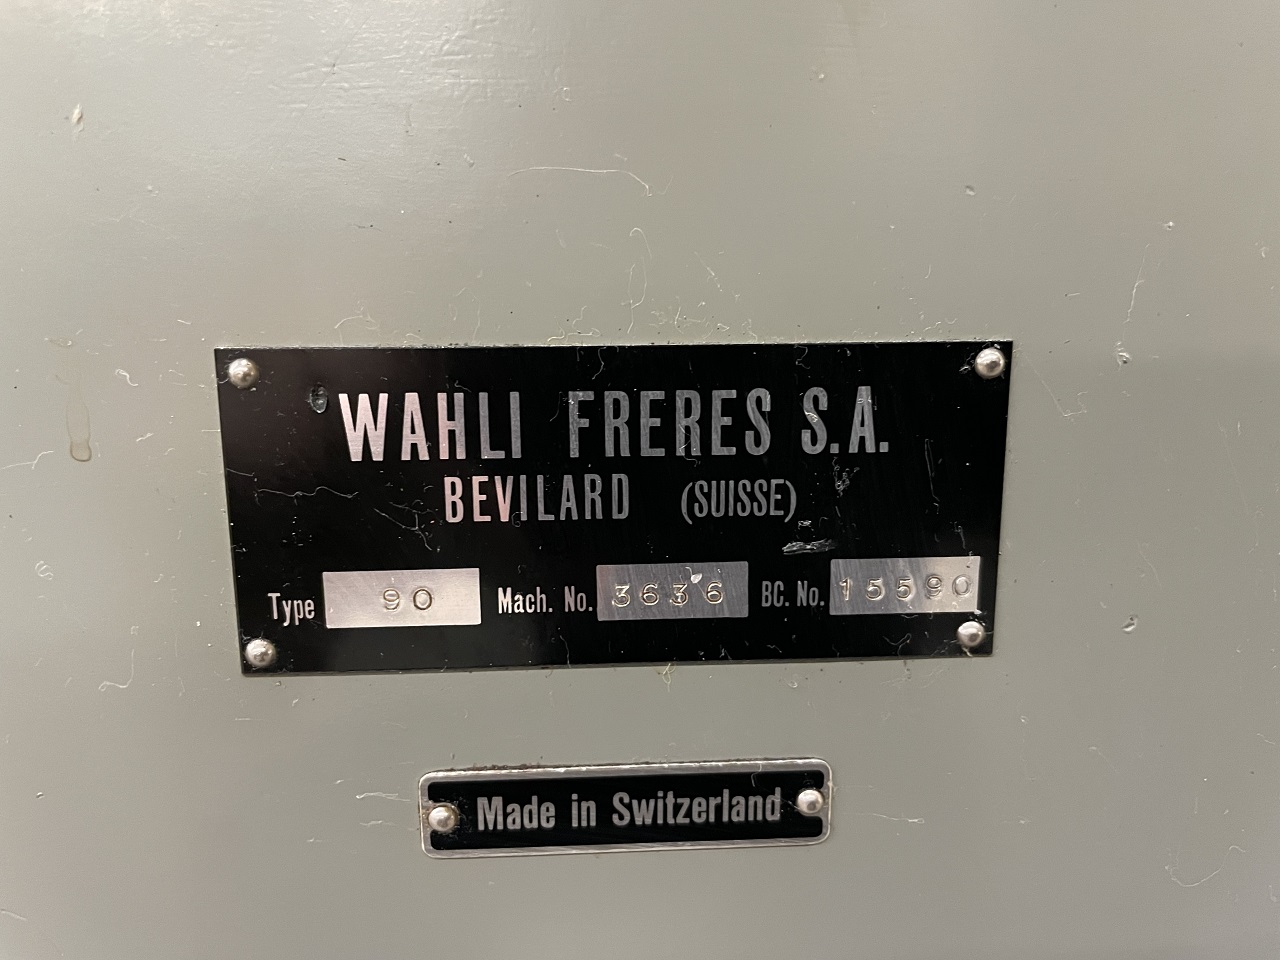 WAHLI FRERES S.A.
BEVILARD (SUISSE)
Type 90 Mach. No. 3636 BC. No. 15590
Made in Switzerland